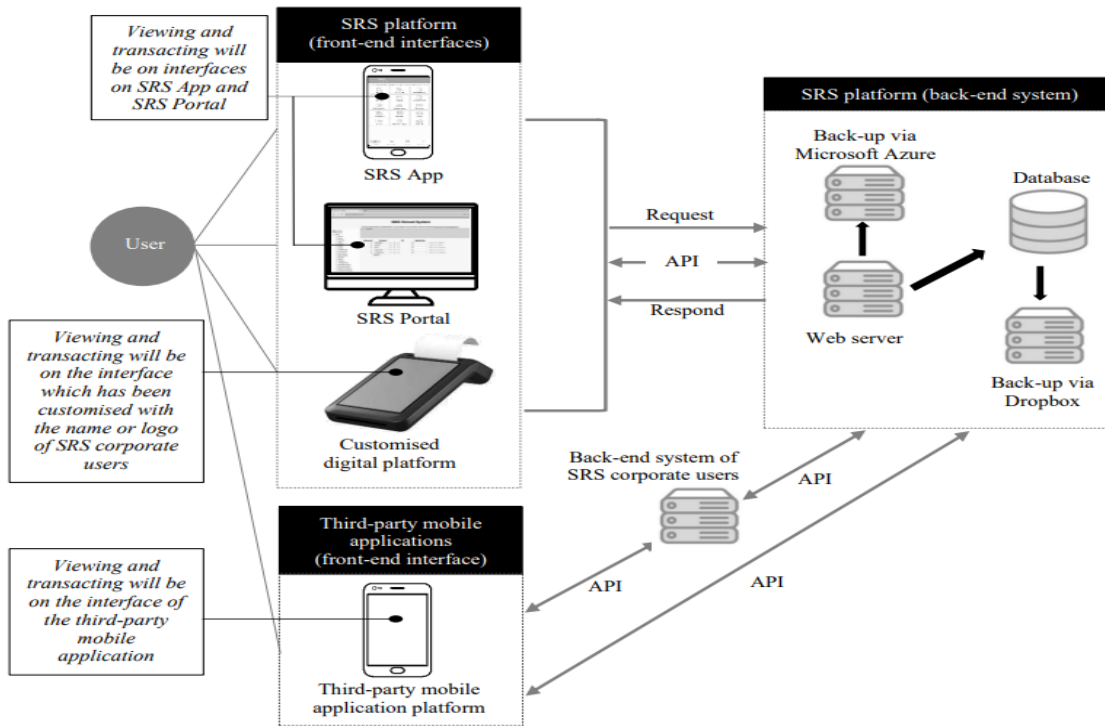 Viewing and
transacting will
be on interfaces
on SRS App and
SRS Portal
SRS platform
(front-end interfaces)
SRS App
SRS Portal
Customised
digital platform
User
Viewing and
transacting will be
on the interface
which has been
customised with
the name or logo
of SRS corporate
users
Viewing and
transacting will be
on the interface of
the third-party
mobile
application
Third-party mobile
applications
(front-end interface)
Third-party mobile
application platform
Request
API
Respond
SRS platform (back-end system)
Back-up via
Microsoft Azure
Database
Web server
Back-up via
Dropbox
Back-end system of
SRS corporate users
API
API
API